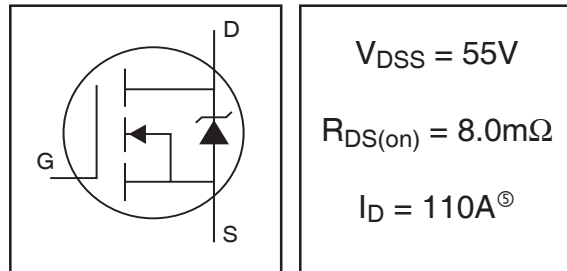 D
G
S
V_DSS = 55V
R_DS(on) = 8.0mΩ
I_D = 110A⑤